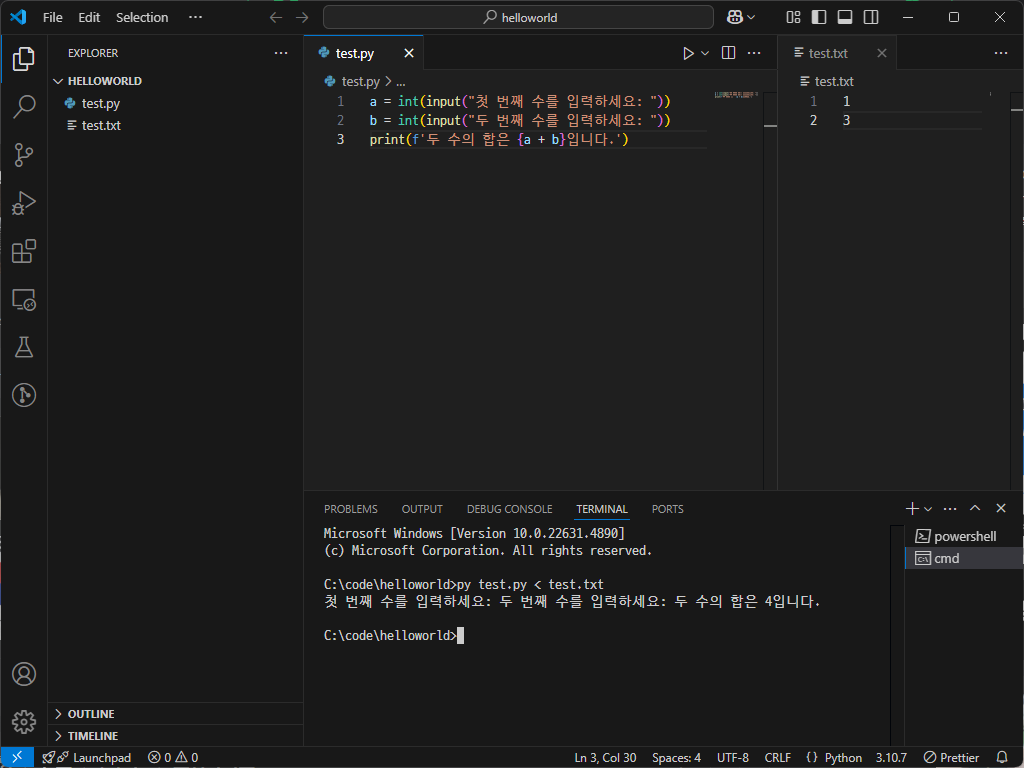 File Edit Selection ···
helloworld
EXPLORER ···
HELLOWORLD
test.py
test.txt
OUTLINE
TIMELINE
test.py
test.py > ...
1 a = int(input("첫 번째 수를 입력하세요: "))
2 b = int(input("두 번째 수를 입력하세요: "))
3 print(f'두 수의 합은 {a + b}입니다.')
test.txt
test.txt
1 1
2 3
PROBLEMS OUTPUT DEBUG CONSOLE TERMINAL PORTS
Microsoft Windows [Version 10.0.22631.4890]
(c) Microsoft Corporation. All rights reserved.
C:\code\helloworld>py test.py < test.txt
첫 번째 수를 입력하세요: 두 번째 수를 입력하세요: 두 수의 합은 4입니다.
C:\code\helloworld>
powershell
cmd
Launchpad 0 0 Ln 3, Col 30 Spaces: 4 UTF-8 CRLF {} Python 3.10.7 Prettier